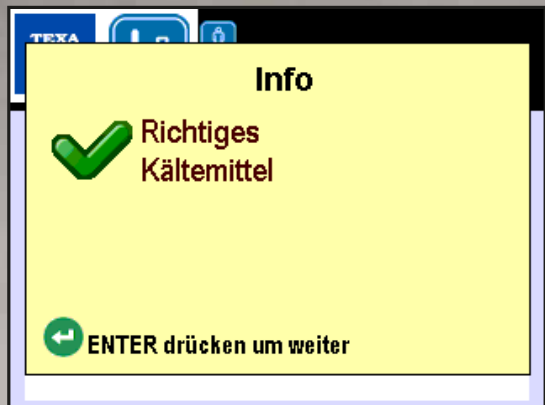 TEXA
Info
Richtiges
Kältemittel
ENTER drücken um weiter